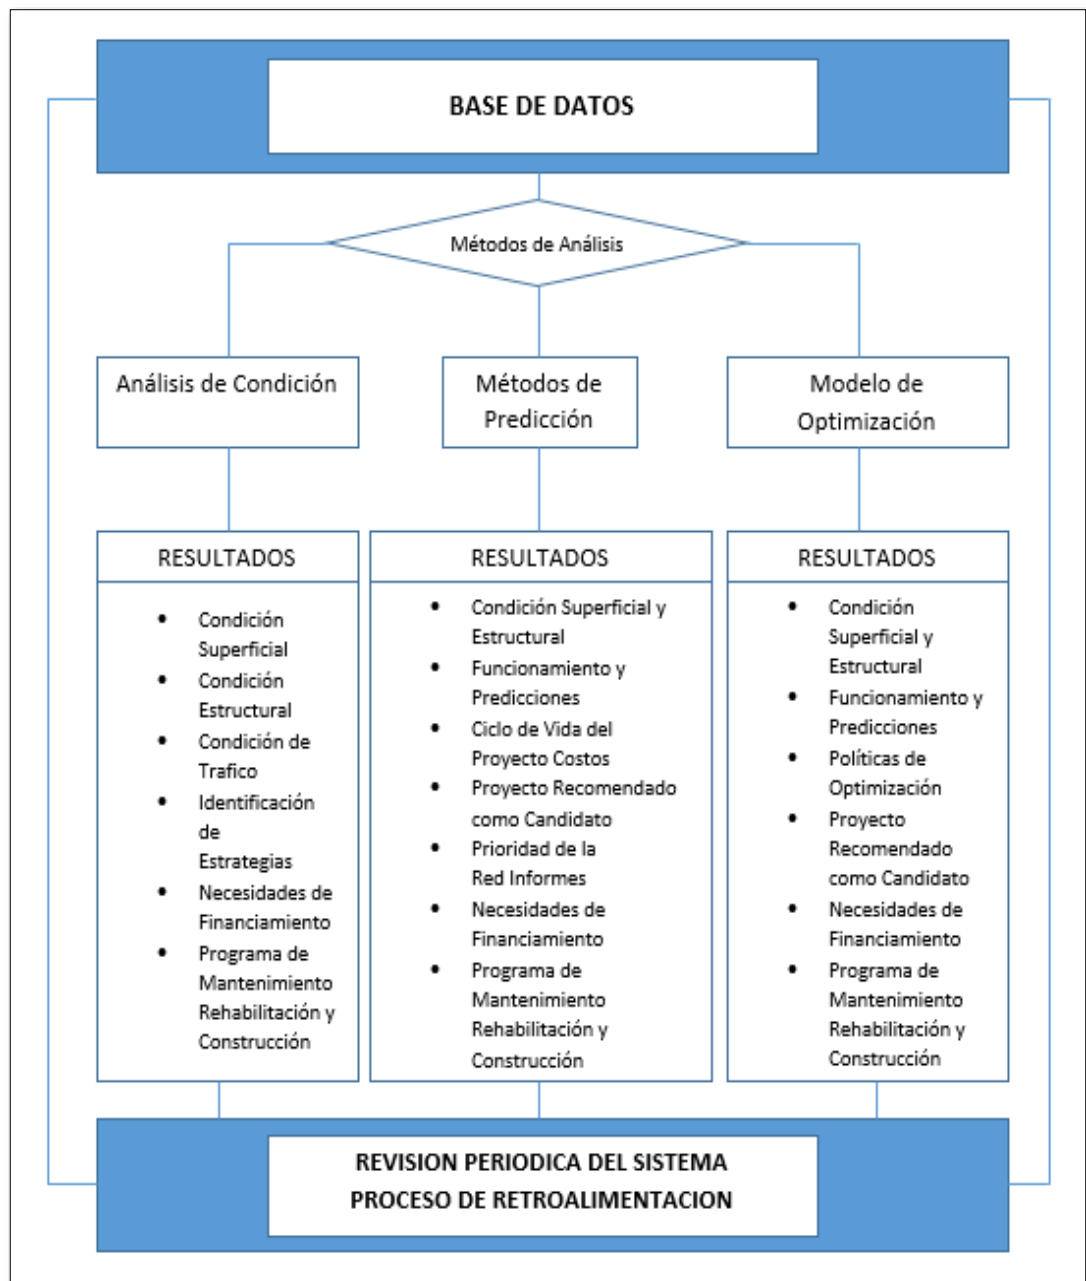 BASE DE DATOS
Métodos de Análisis
Análisis de Condición
Métodos de
Predicción
Modelo de
Optimización
RESULTADOS
• Condición
Superficial
• Condición
Estructural
• Condición de
Trafico
• Identificación
de
Estrategias
• Necesidades de
Financiamiento
• Programa de
Mantenimiento
Rehabilitación y
Construcción
RESULTADOS
• Condición Superficial y
Estructural
• Funcionamiento y
Predicciones
• Ciclo de Vida del
Proyecto Costos
• Proyecto Recomendado
como Candidato
• Prioridad de la
Red Informes
• Necesidades de
Financiamiento
• Programa de
Mantenimiento
Rehabilitación y
Construcción
RESULTADOS
• Condición
Superficial y
Estructural
• Funcionamiento y
Predicciones
• Políticas de
Optimización
• Proyecto
Recomendado
como Candidato
• Necesidades de
Financiamiento
• Programa de
Mantenimiento
Rehabilitación y
Construcción
REVISION PERIODICA DEL SISTEMA
PROCESO DE RETROALIMENTACION